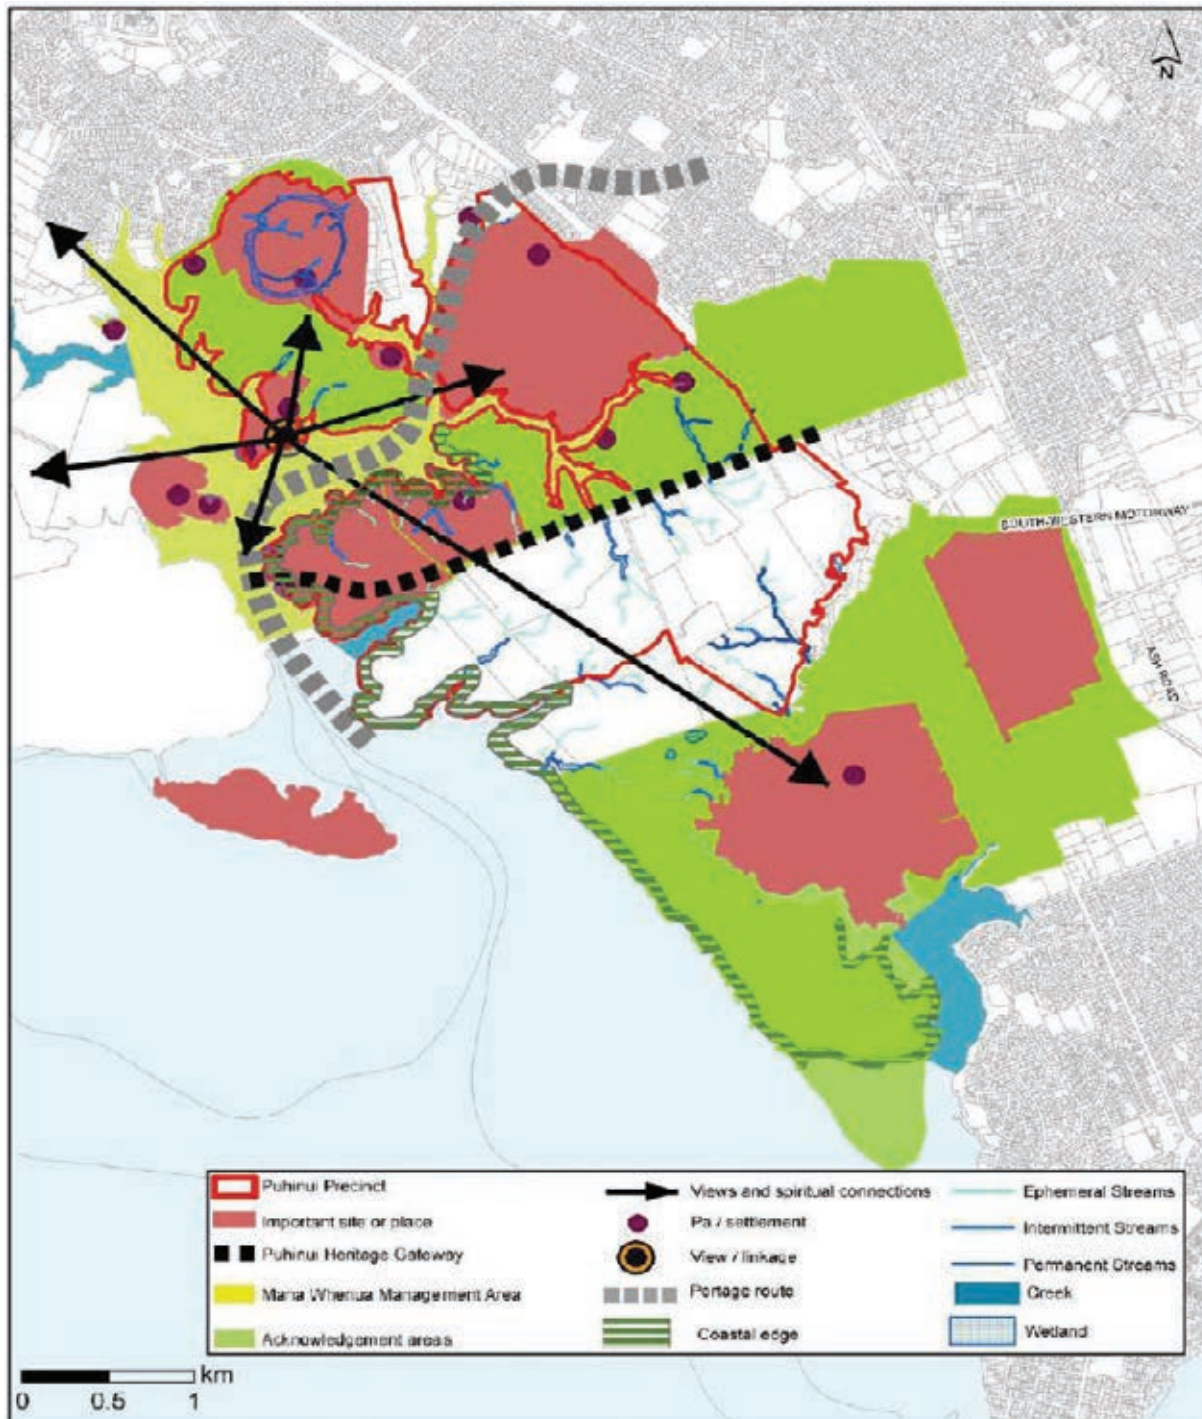 N
SOUTH-WESTERN MOTORWAY
ASH ROAD
Puhinui Precinct
Important site or place
Puhinui Heritage Gateway
Mana Whenua Management Area
Acknowledgement areas
Views and spiritual connections
Pa / settlement
View / linkage
Portage route
Coastal edge
Ephemeral Streams
Intermittent Streams
Permanent Streams
Creek
Wetland
km
0 0.5 1